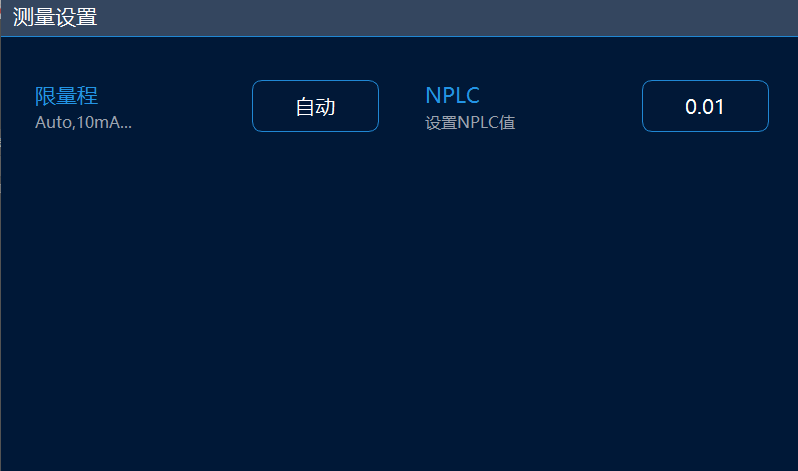 测量设置
限量程
Auto,10mA...
自动
NPLC
设置NPLC值
0.01